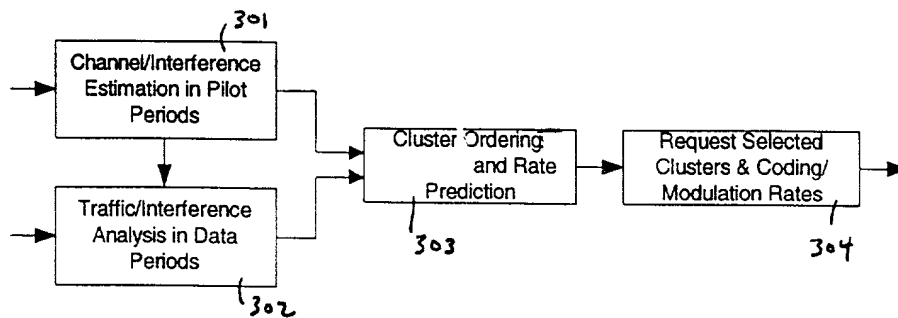 301
Channel/Interference
Estimation in Pilot
Periods
Traffic/Interference
Analysis in Data
Periods
302
Cluster Ordering
and Rate
Prediction
303
Request Selected
Clusters & Coding/
Modulation Rates
304